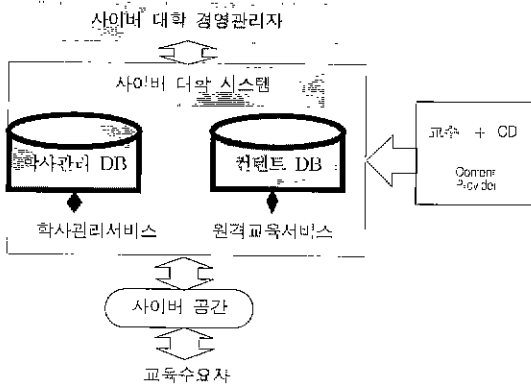 사이버 대학 경영관리자
사이버 대학 시스템
학사관리 DB
컨텐트 DB
교수 + CD
Content
Provider
학사관리서비스
원격교육서비스
사이버 공간
교육수요자